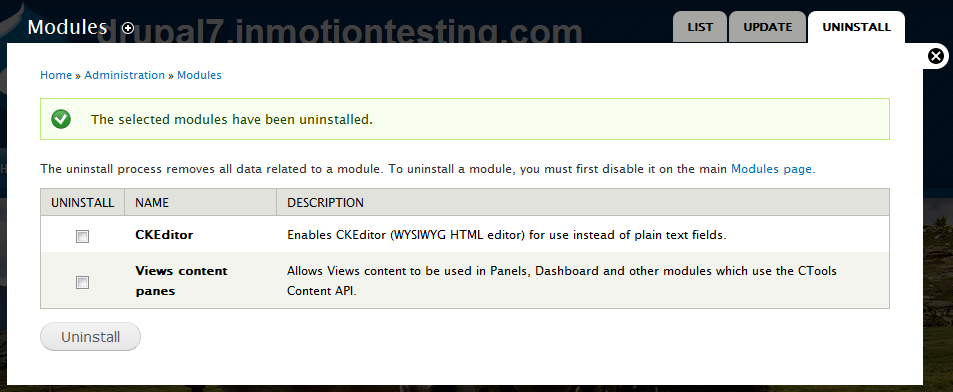 Modules
drupal7.inmotiontesting.com
LIST
UPDATE
UNINSTALL
Home » Administration » Modules
The selected modules have been uninstalled.
The uninstall process removes all data related to a module. To uninstall a module, you must first disable it on the main Modules page.
UNINSTALL NAME DESCRIPTION
CKEditor Enables CKEditor (WYSIWYG HTML editor) for use instead of plain text fields.
Views content Allows Views content to be used in Panels, Dashboard and other modules which use the CTools
panes Content API.
Uninstall